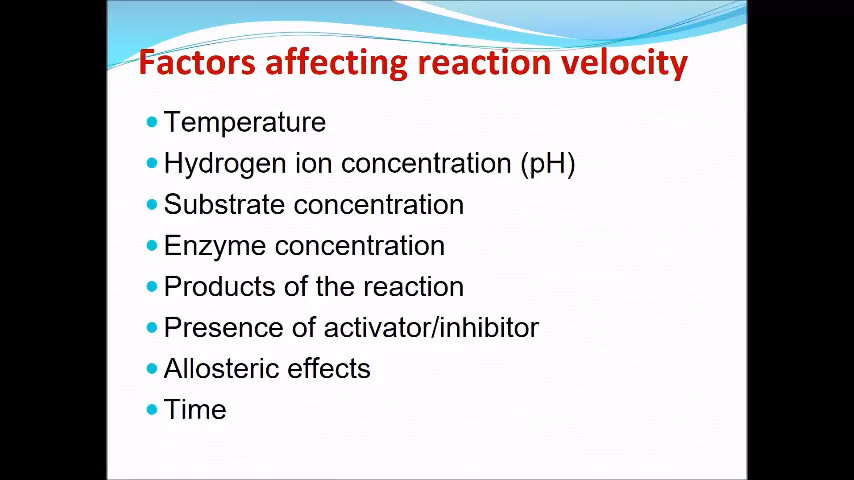 Factors affecting reaction velocity
• Temperature
• Hydrogen ion concentration (pH)
• Substrate concentration
• Enzyme concentration
• Products of the reaction
• Presence of activator/inhibitor
• Allosteric effects
• Time